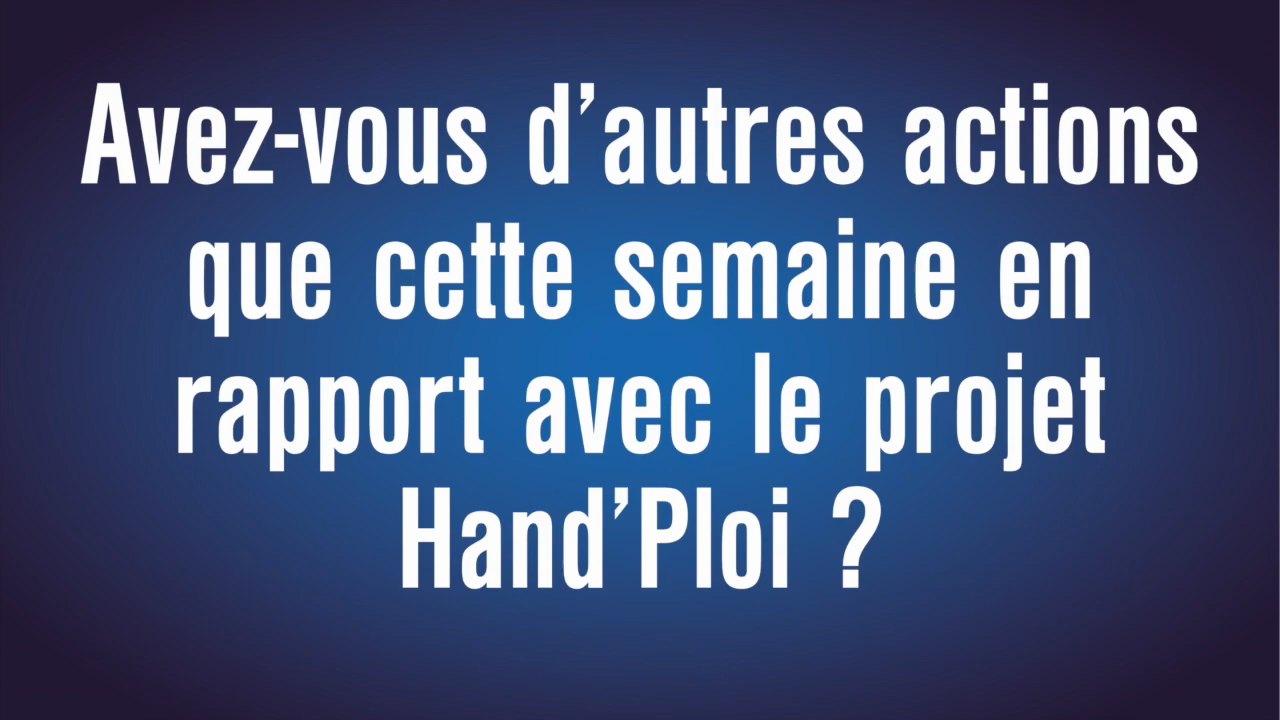 Avez-vous d’autres actions
que cette semaine en
rapport avec le projet
Hand’Ploi ?